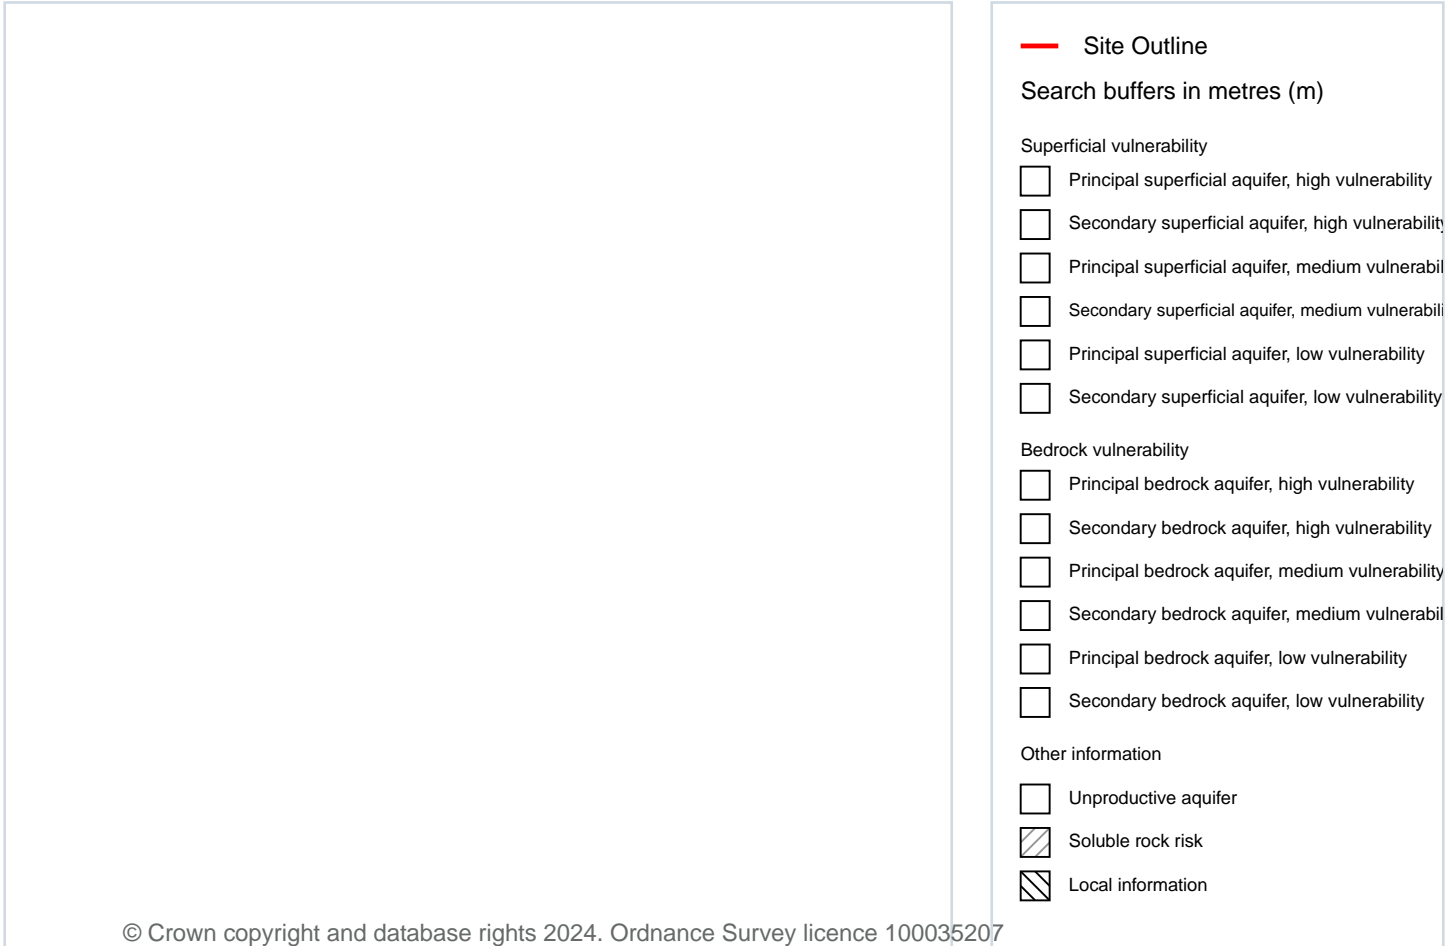 Site Outline
Search buffers in metres (m)
Superficial vulnerability
Principal superficial aquifer, high vulnerability
Secondary superficial aquifer, high vulnerability
Principal superficial aquifer, medium vulnerabil
Secondary superficial aquifer, medium vulnerabili
Principal superficial aquifer, low vulnerability
Secondary superficial aquifer, low vulnerability
Bedrock vulnerability
Principal bedrock aquifer, high vulnerability
Secondary bedrock aquifer, high vulnerability
Principal bedrock aquifer, medium vulnerability
Secondary bedrock aquifer, medium vulnerabil
Principal bedrock aquifer, low vulnerability
Secondary bedrock aquifer, low vulnerability
Other information
Unproductive aquifer
Soluble rock risk
Local information
© Crown copyright and database rights 2024. Ordnance Survey licence 100035207